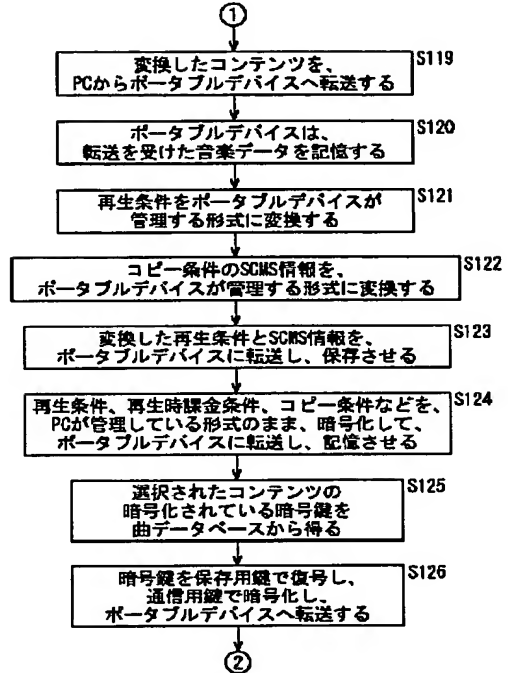 ①
変換したコンテンツを、
PCからポータブルデバイスへ転送する
S119
ポータブルデバイスは、
転送を受けた音楽データを記憶する
S120
再生条件をポータブルデバイスが
管理する形式に変換する
S121
コピー条件のSCMS情報を、
ポータブルデバイスが管理する形式に変換する
S122
変換した再生条件とSCMS情報を、
ポータブルデバイスに転送し、保存させる
S123
再生条件、再生時課金条件、コピー条件などを、
PCが管理している形式のまま、暗号化して、
ポータブルデバイスに転送し、記憶させる
S124
選択されたコンテンツの
暗号化されている暗号鍵を
曲データベースから得る
S125
暗号鍵を保存用鍵で復号し、
通信用鍵で暗号化し、
ポータブルデバイスへ転送する
S126
②